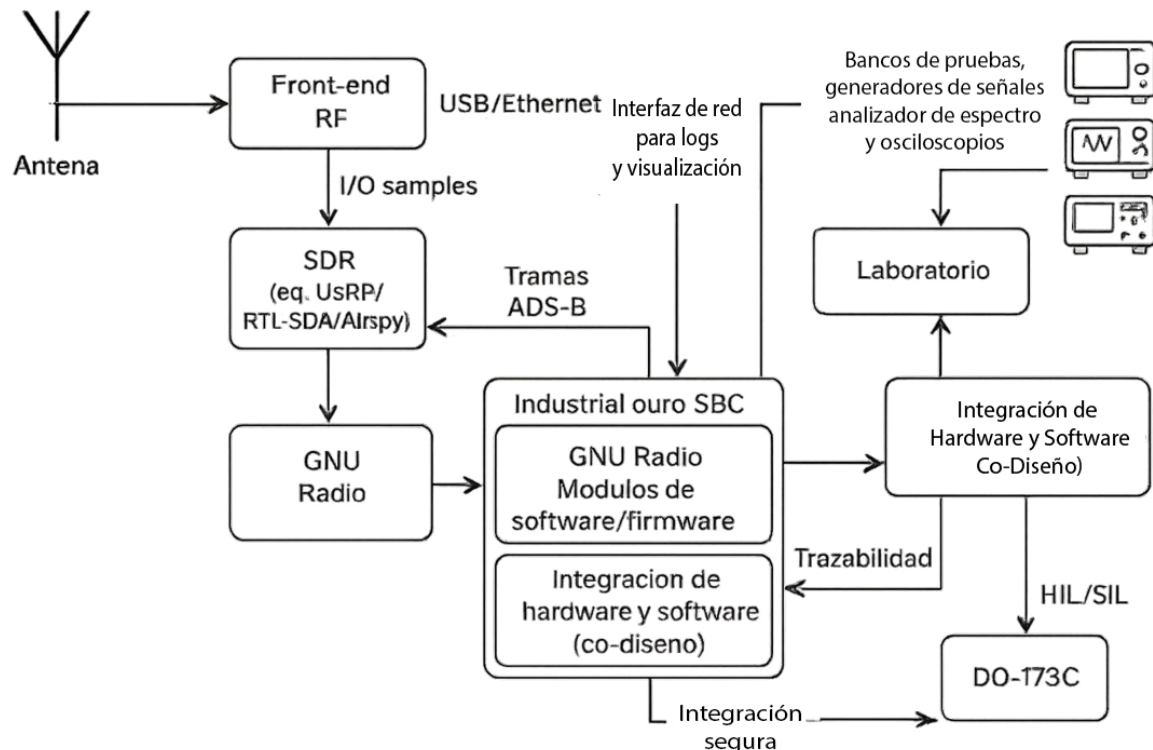 Antena
Front-end
RF
USB/Ethernet
Interfaz de red
para logs
y visualización
Bancos de pruebas,
generadores de señales
analizador de espectro
y osciloscopios
I/O samples
SDR
(eq. UsRP/
RTL-SDA/Airspy)
Tramas
ADS-B
Laboratorio
GNU
Radio
Industrial ouro SBC
GNU Radio
Modulos de
software/firmware
Integracion de
hardware y software
(co-diseno)
Integración de
Hardware y Software
Co-Diseño)
Trazabilidad
HIL/SIL
DO-173C
Integración
segura